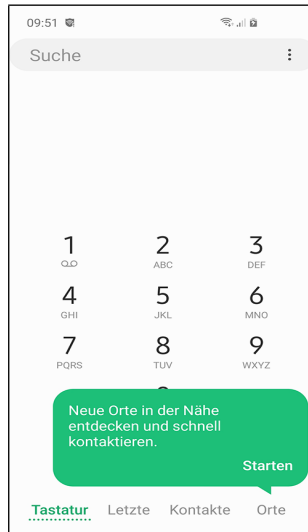 09:51
Suche
1 2 3
ABC DEF
4 5 6
GHI JKL MNO
7 8 9
PQRS TUV WXYZ
Neue Orte in der Nähe
entdecken und schnell
kontaktieren.
Starten
Tastatur Letzte Kontakte Orte